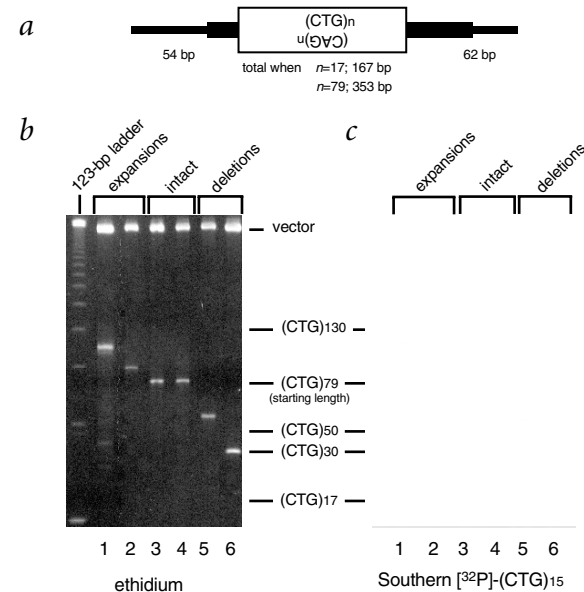 a
(CTG)n
(CAG)n
54 bp
62 bp
total when n=17; 167 bp
n=79; 353 bp
b
123-bp ladder
expansions
intact
deletions
c
expansions
intact
deletions
vector
(CTG)130
(CTG)79
(starting length)
(CTG)50
(CTG)30
(CTG)17
1 2 3 4 5 6
ethidium
1 2 3 4 5 6
Southern [32P]-(CTG)15